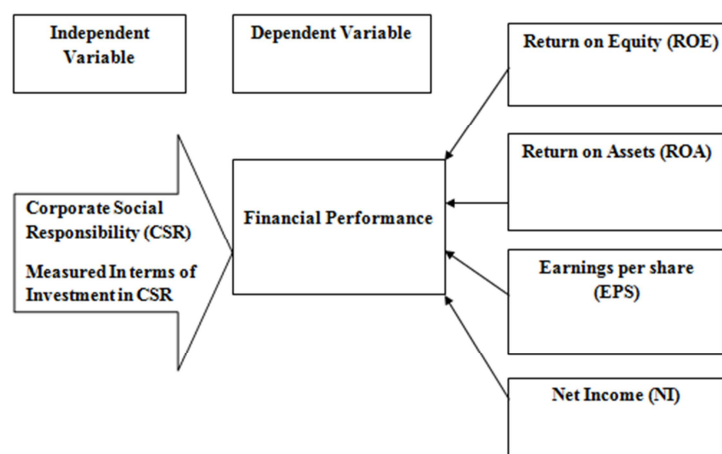 Independent
Variable
Dependent Variable
Return on Equity (ROE)
Return on Assets (ROA)
Corporate Social
Responsibility (CSR)
Measured In terms of
Investment in CSR
Financial Performance
Earnings per share
(EPS)
Net Income (NI)